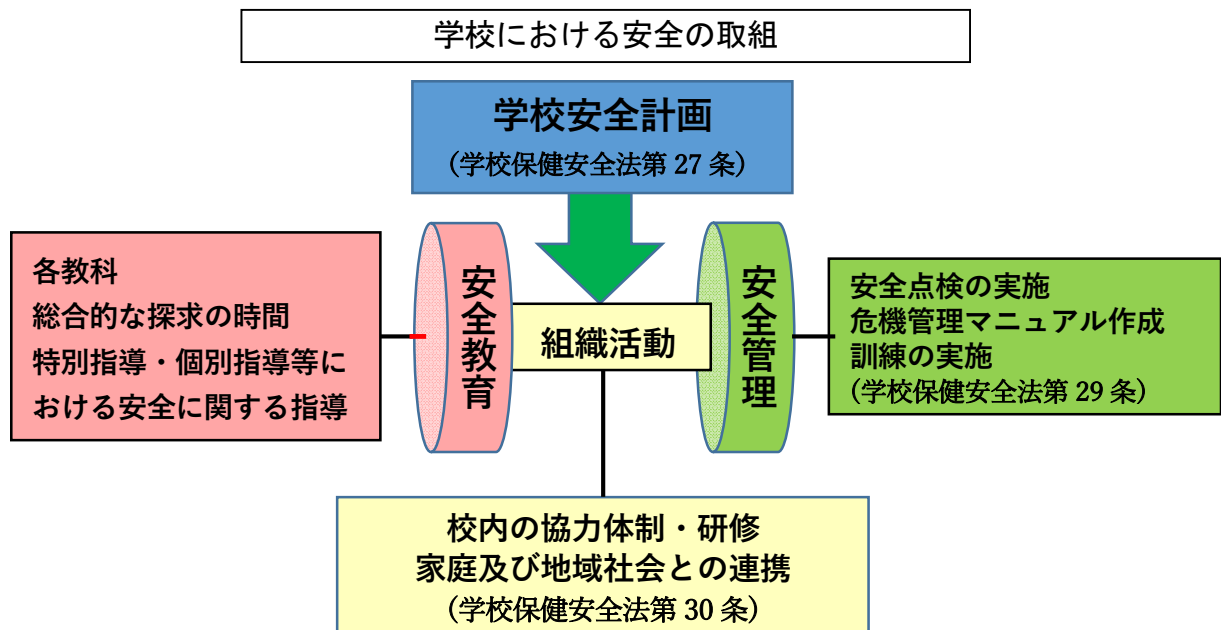 学校における安全の取組
学校安全計画
(学校保健安全法第 27 条)
各教科
総合的な探求の時間
特別指導・個別指導等に
おける安全に関する指導
安全教育
組織活動
安全管理
安全点検の実施
危機管理マニュアル作成
訓練の実施
(学校保健安全法第 29 条)
校内の協力体制・研修
家庭及び地域社会との連携
(学校保健安全法第 30 条)